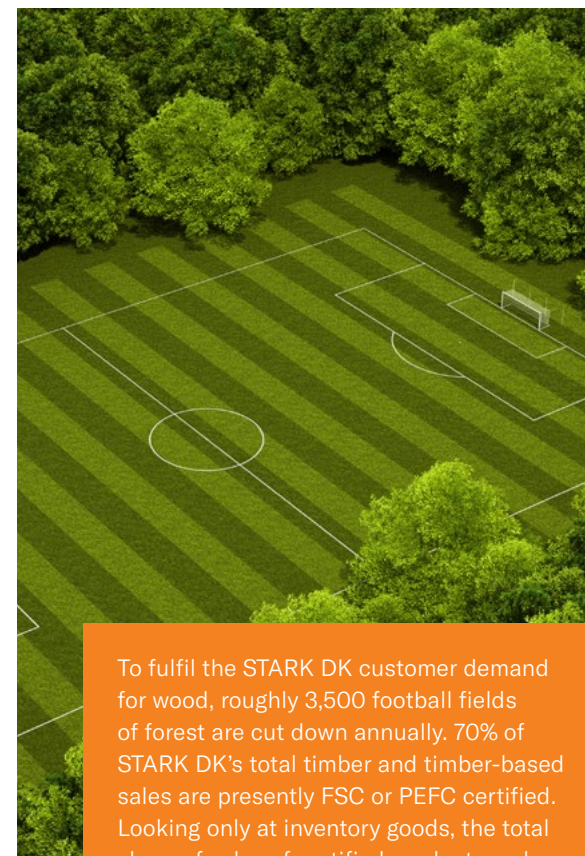 To fulfil the STARK DK customer demand
for wood, roughly 3,500 football fields
of forest are cut down annually. 70% of
STARK DK’s total timber and timber-based
sales are presently FSC or PEFC certified.
Looking only at inventory goods, the total